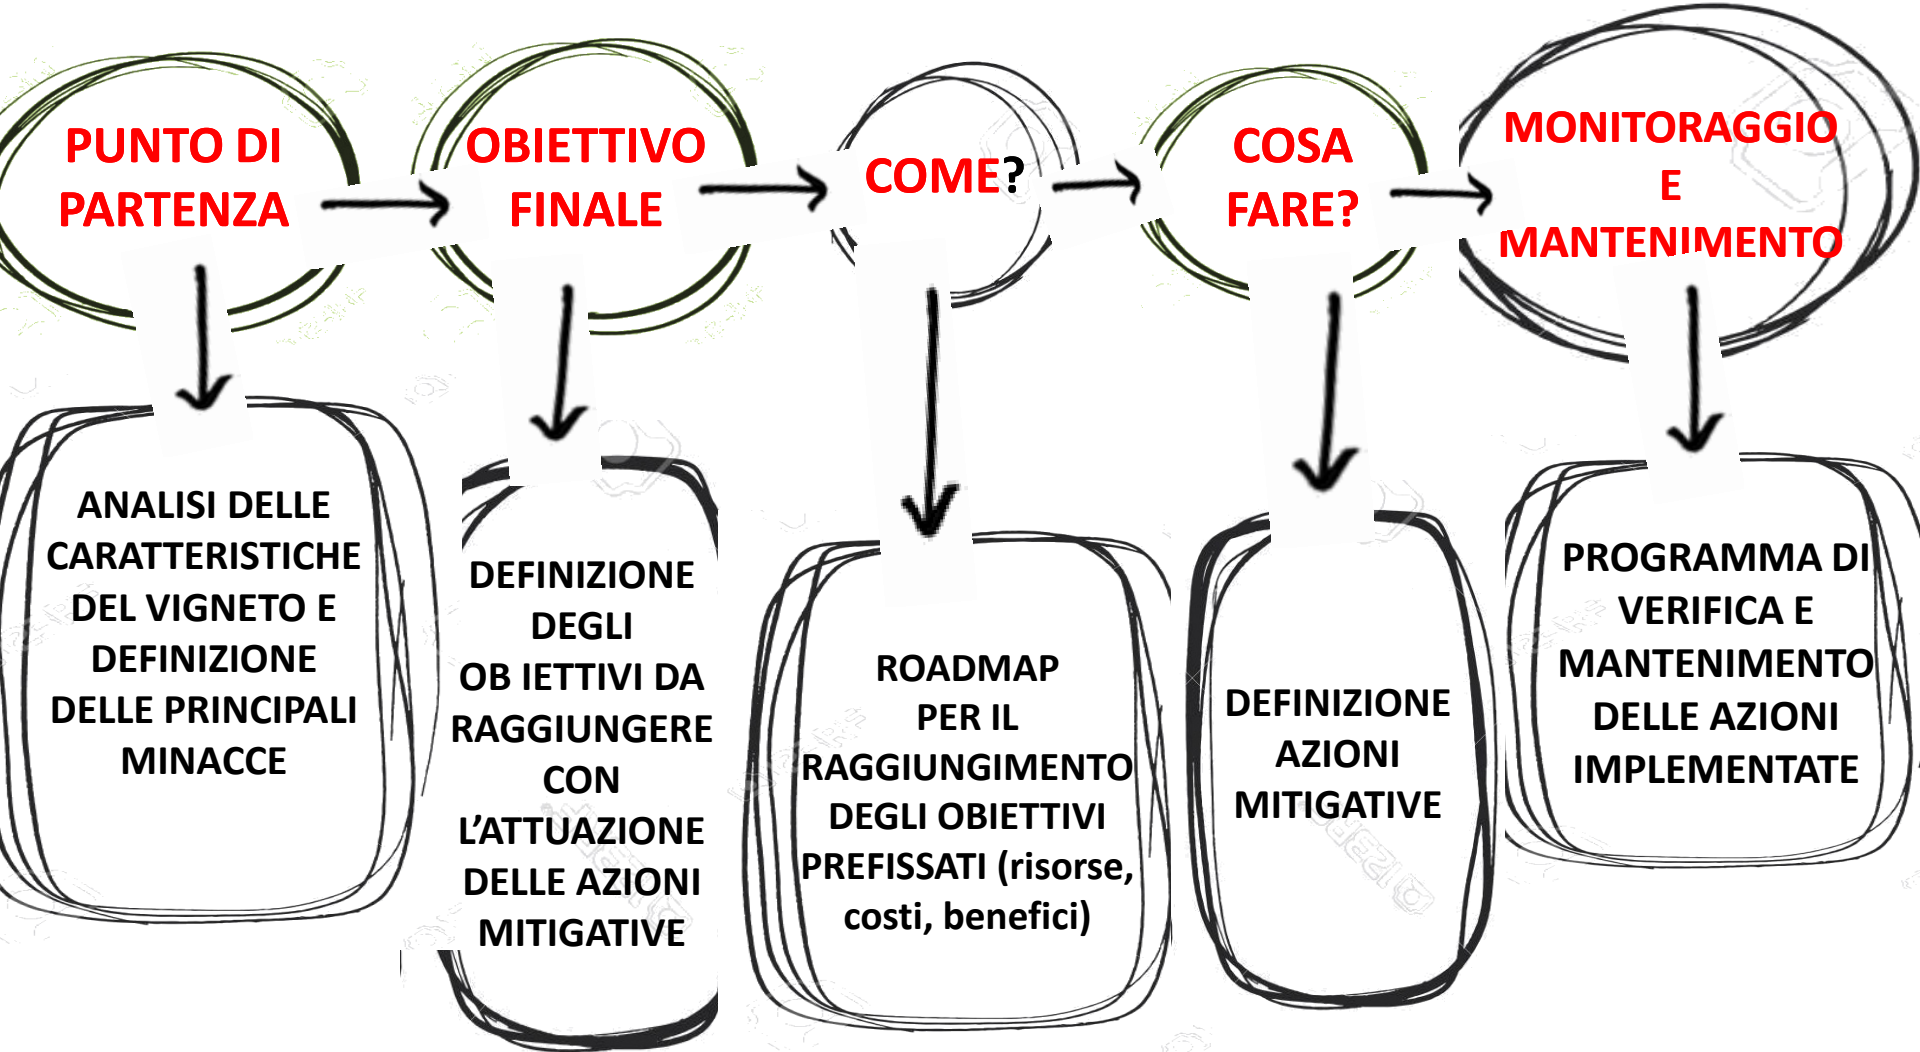 PUNTO DI
PARTENZA
OBIETTIVO
FINALE
COME?
COSA
FARE?
MONITORAGGIO
E
MANTENIMENTO
ANALISI DELLE
CARATTERISTICHE
DEL VIGNETO E
DEFINIZIONE
DELLE PRINCIPALI
MINACCE
DEFINIZIONE
DEGLI
OB IETTIVI DA
RAGGIUNGERE
CON
L'ATTUAZIONE
DELLE AZIONI
MITIGATIVE
ROADMAP
PER IL
RAGGIUNGIMENTO
DEGLI OBIETTIVI
PREFISSATI (risorse,
costi, benefici)
DEFINIZIONE
AZIONI
MITIGATIVE
PROGRAMMA DI
VERIFICA E
MANTENIMENTO
DELLE AZIONI
IMPLEMENTATE